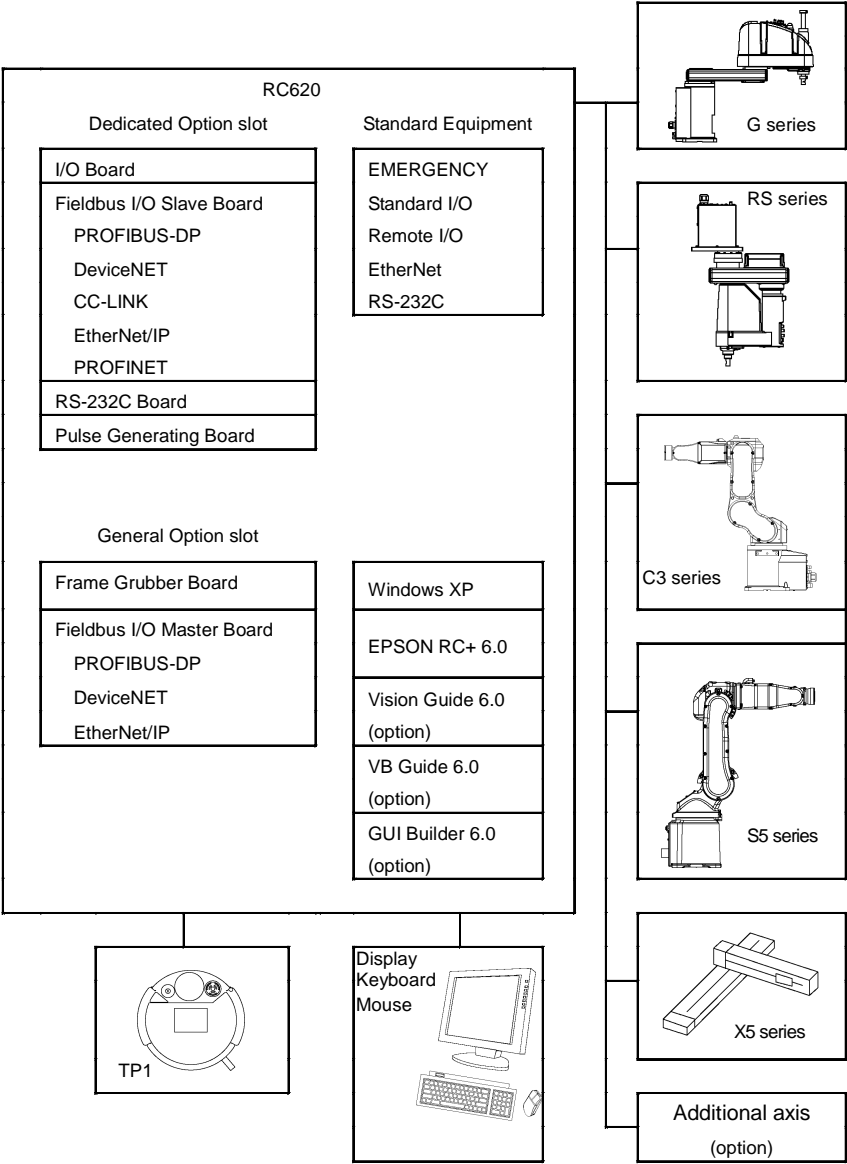 RC620
Dedicated Option slot
I/O Board
Fieldbus I/O Slave Board
PROFIBUS-DP
DeviceNET
CC-LINK
EtherNet/IP
PROFINET
RS-232C Board
Pulse Generating Board
Standard Equipment
EMERGENCY
Standard I/O
Remote I/O
EtherNet
RS-232C
General Option slot
Frame Grubber Board
Fieldbus I/O Master Board
PROFIBUS-DP
DeviceNET
EtherNet/IP
Windows XP
EPSON RC+ 6.0
Vision Guide 6.0
(option)
VB Guide 6.0
(option)
GUI Builder 6.0
(option)
TP1
Display
Keyboard
Mouse
G series
RS series
C3 series
S5 series
X5 series
Additional axis
(option)